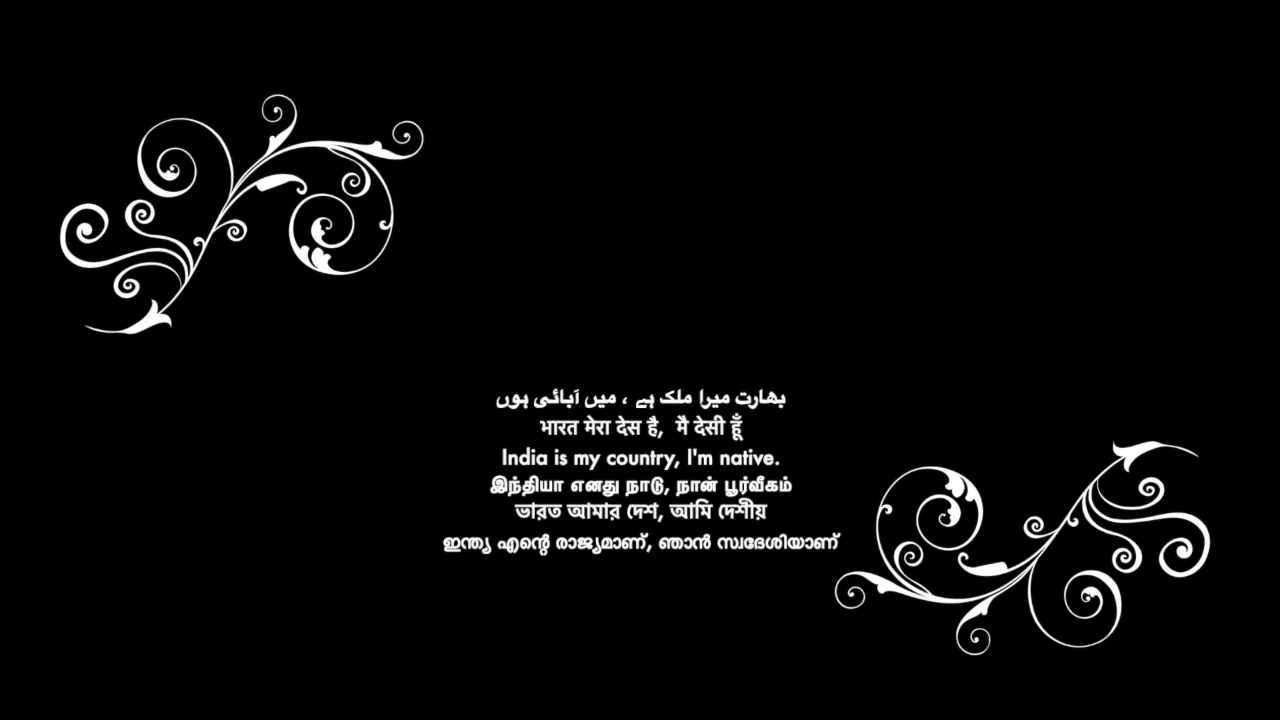 بھارت میرا ملک ہے ، میں آبائی ہوں
भारत मेरा देस है, मै देसी हूँ
India is my country, I'm native.
இந்தியா எனது நாடு, நான் பூர்வீகம்
ভারত আমার দেশ, আমি দেশীয়
ഇന്ത്യ എന്റെ രാജ്യമാണ്, ഞാൻ സ്വദേശിയാണ്